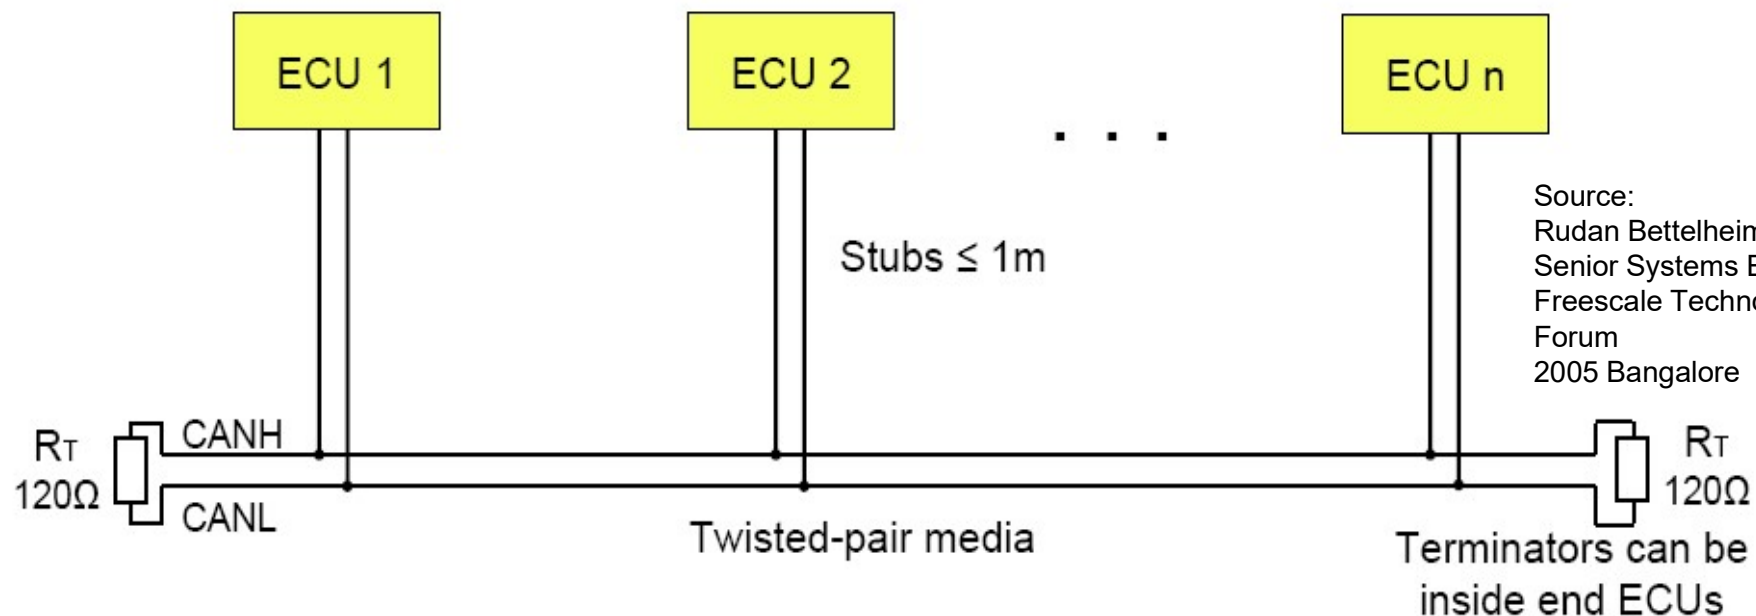 ECU 1
ECU 2
ECU n
. . .
Stubs ≤ 1m
Source:
Rudan Bettelheim
Senior Systems
Freescale
Forum
2005 Bangalore
RT
120Ω
CANH
CANL
Twisted-pair media
RT
120Ω
Terminators can be
inside end ECUs